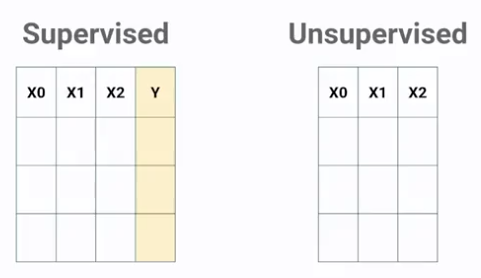 Supervised
X0 X1 X2 Y
Unsupervised
X0 X1 X2